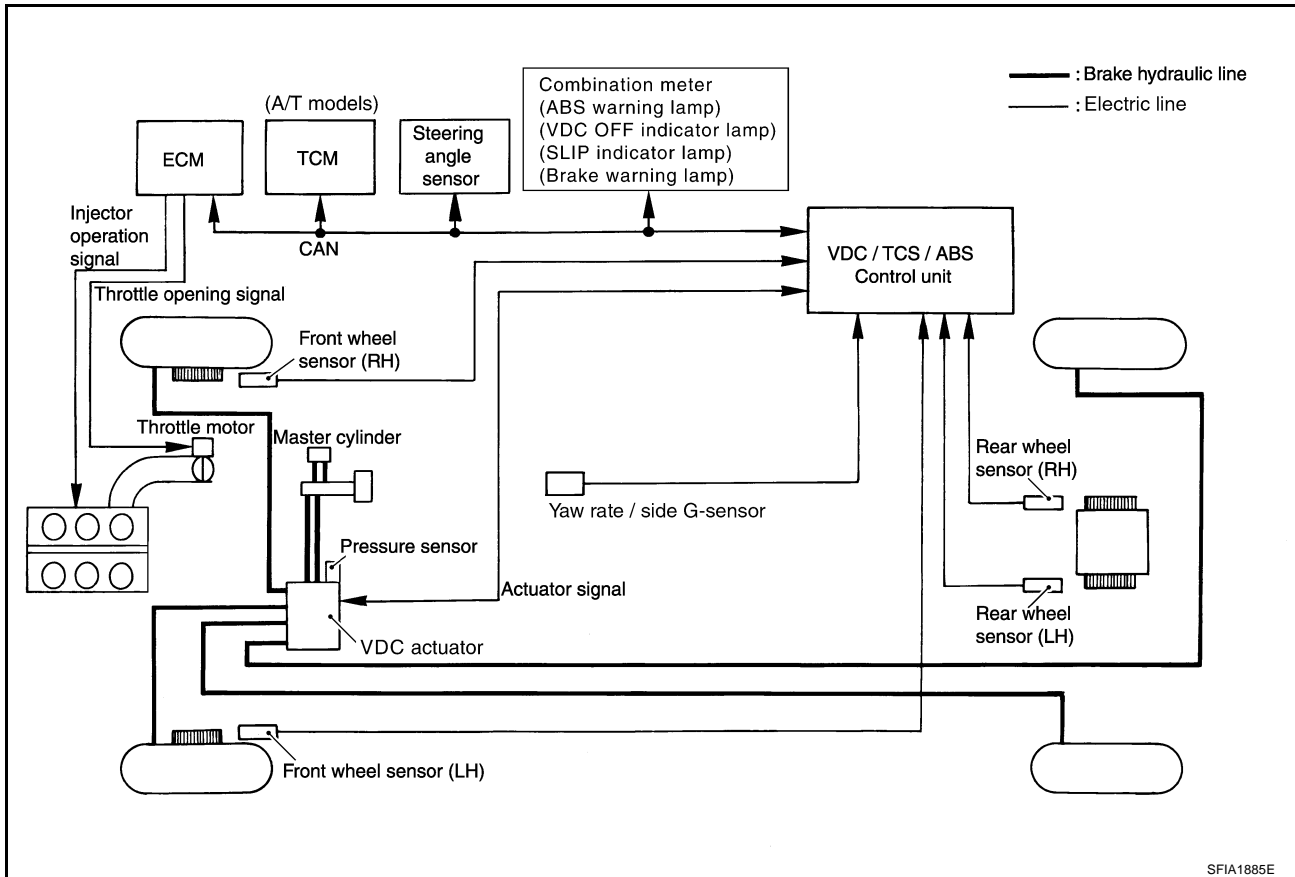 Combination meter
(ABS warning lamp)
(VDC OFF indicator lamp)
(SLIP indicator lamp)
(Brake warning lamp)
: Brake hydraulic line
: Electric line
(A/T models)
ECM
TCM
Steering
angle
sensor
Injector
operation
signal
CAN
VDC / TCS / ABS
Control unit
Throttle opening signal
Front wheel
sensor (RH)
Throttle motor
Master cylinder
Rear wheel
sensor (RH)
Yaw rate / side G-sensor
Pressure sensor
Actuator signal
Rear wheel
sensor (LH)
VDC actuator
Front wheel sensor (LH)
SFIA1885E